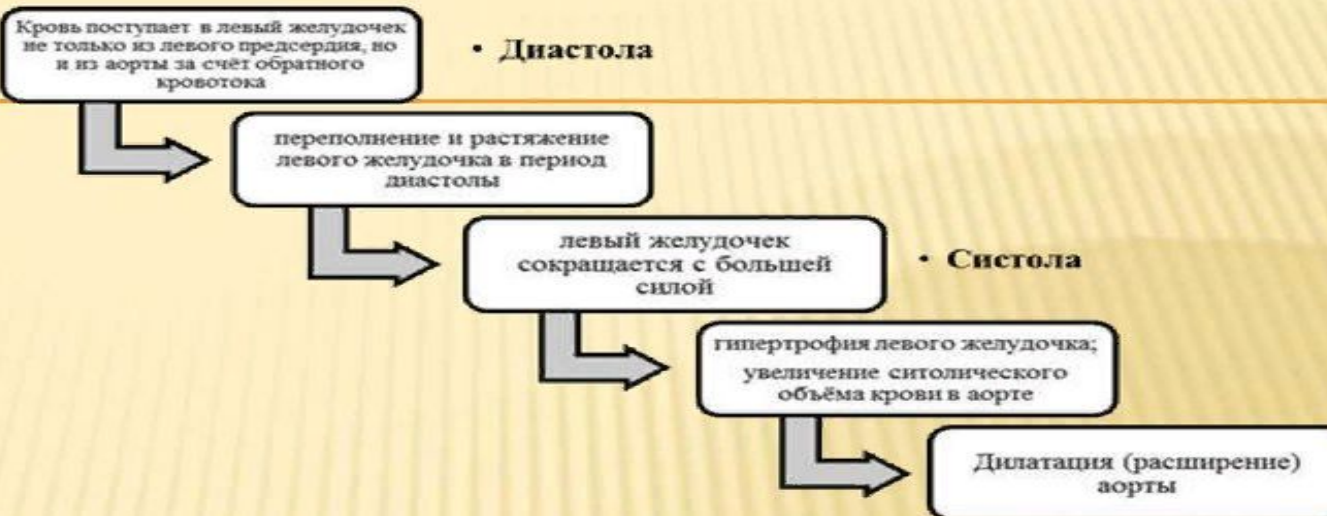 Кровь поступает в левый желудочек
не только из левого предсердия, но
и из аорты за счёт обратного
кровотока
• Диастола
переполнение и растяжение
левого желудочка в период
диастолы
левый желудочек
сокращается с большей
силой
• Систола
гипертрофия левого желудочка;
увеличение ситолического
объёма крови в аорте
Дилатация (расширение)
аорты